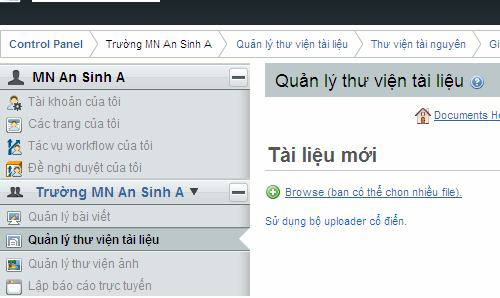 Control Panel Trường MN An Sinh A Quản lý thư viện tài liệu Thư viện tài nguyên
MN An Sinh A
Tài khoản của tôi
Các trang của tôi
Tác vụ workflow của tôi
Đề nghị duyệt của tôi
Trường MN An Sinh A
Quản lý bài viết
Quản lý thư viện tài liệu
Quản lý thư viện ảnh
Lập báo cáo trực tuyến
Quản lý thư viện tài liệu
Documents
Tài liệu mới
Browse (bạn có thể chọn nhiều file).
Sử dụng bộ uploader cổ điển.